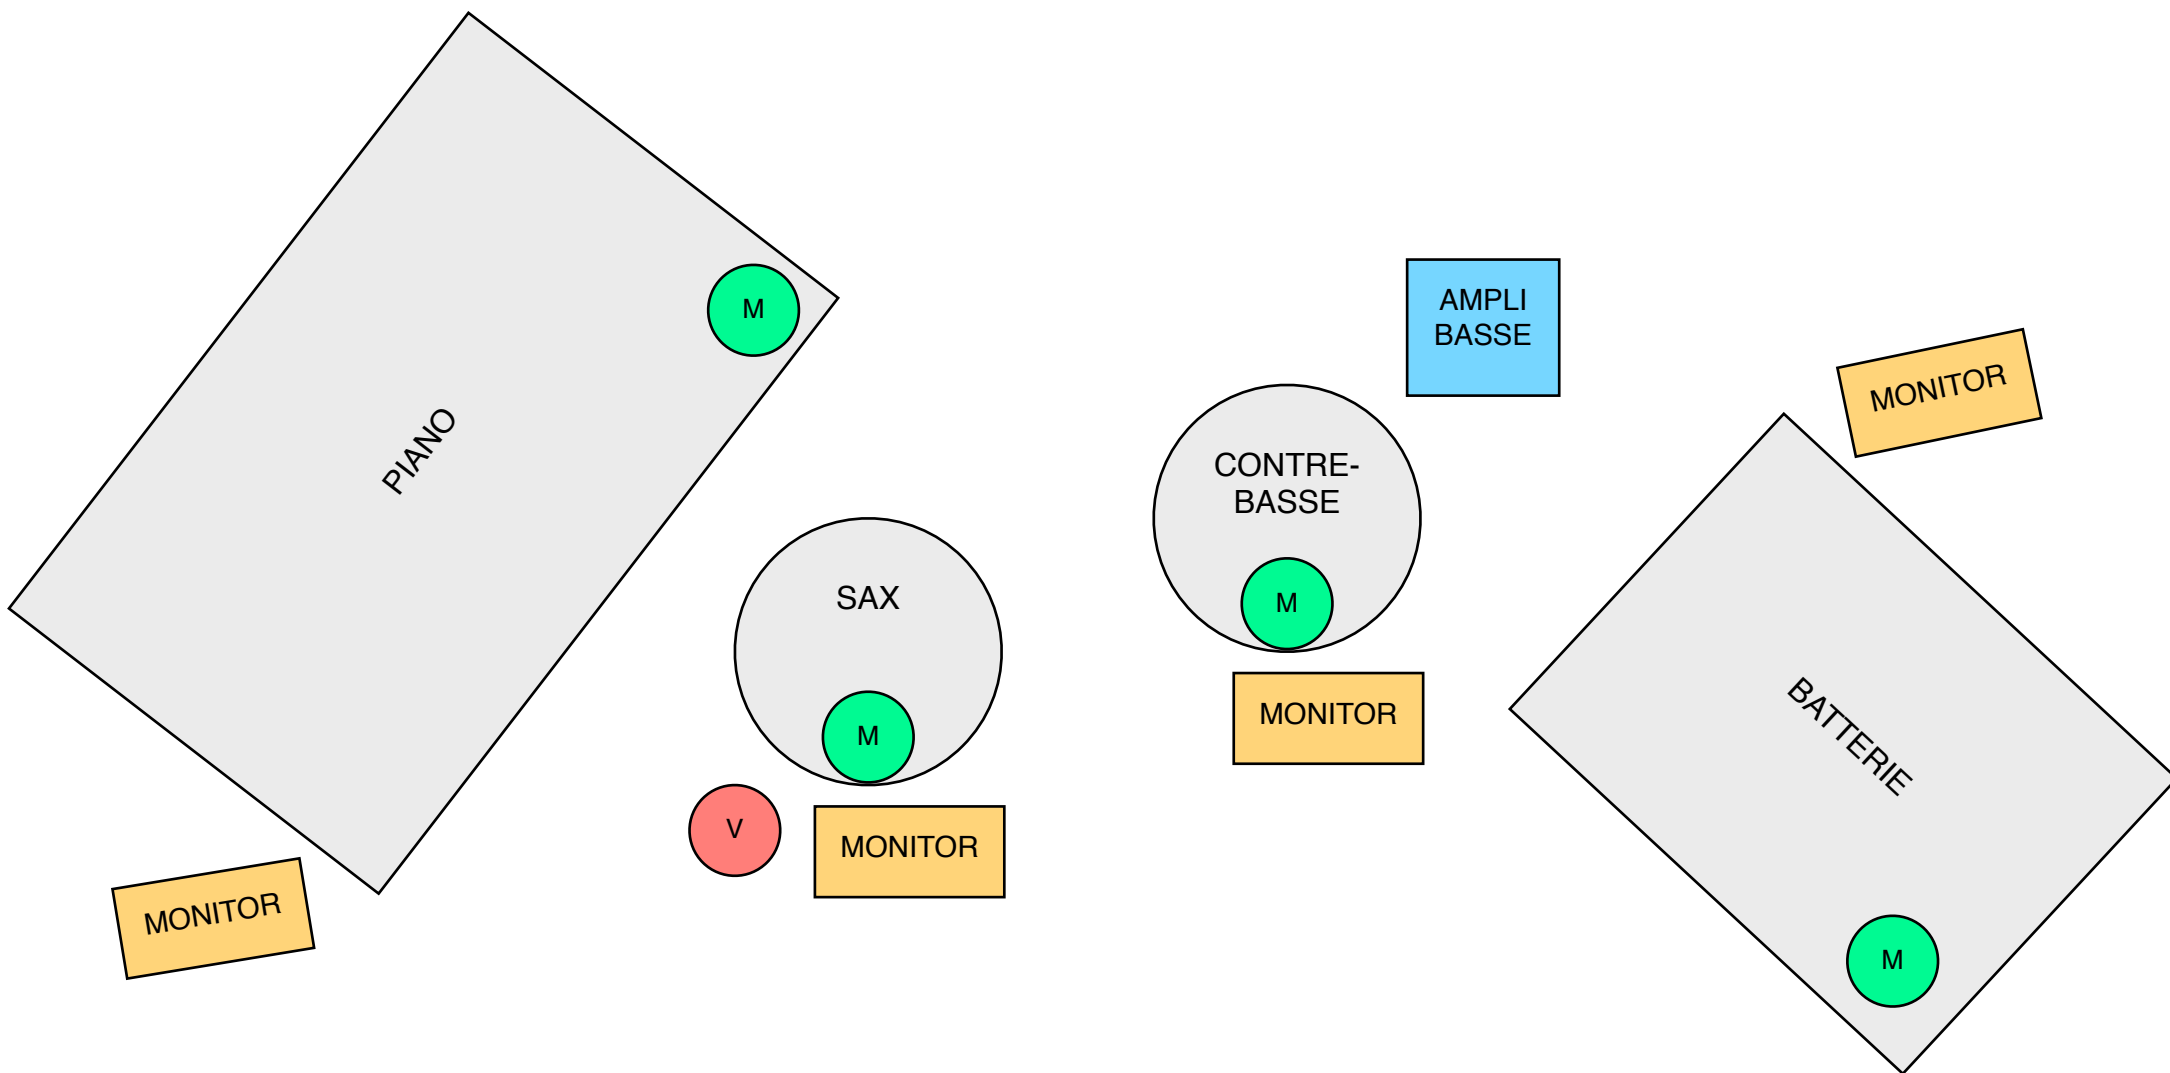 PIANO
M
SAX
M
V
MONITOR
MONITOR
CONTRE-
BASSE
M
MONITOR
AMPLI
BASSE
MONITOR
BATTERIE
M